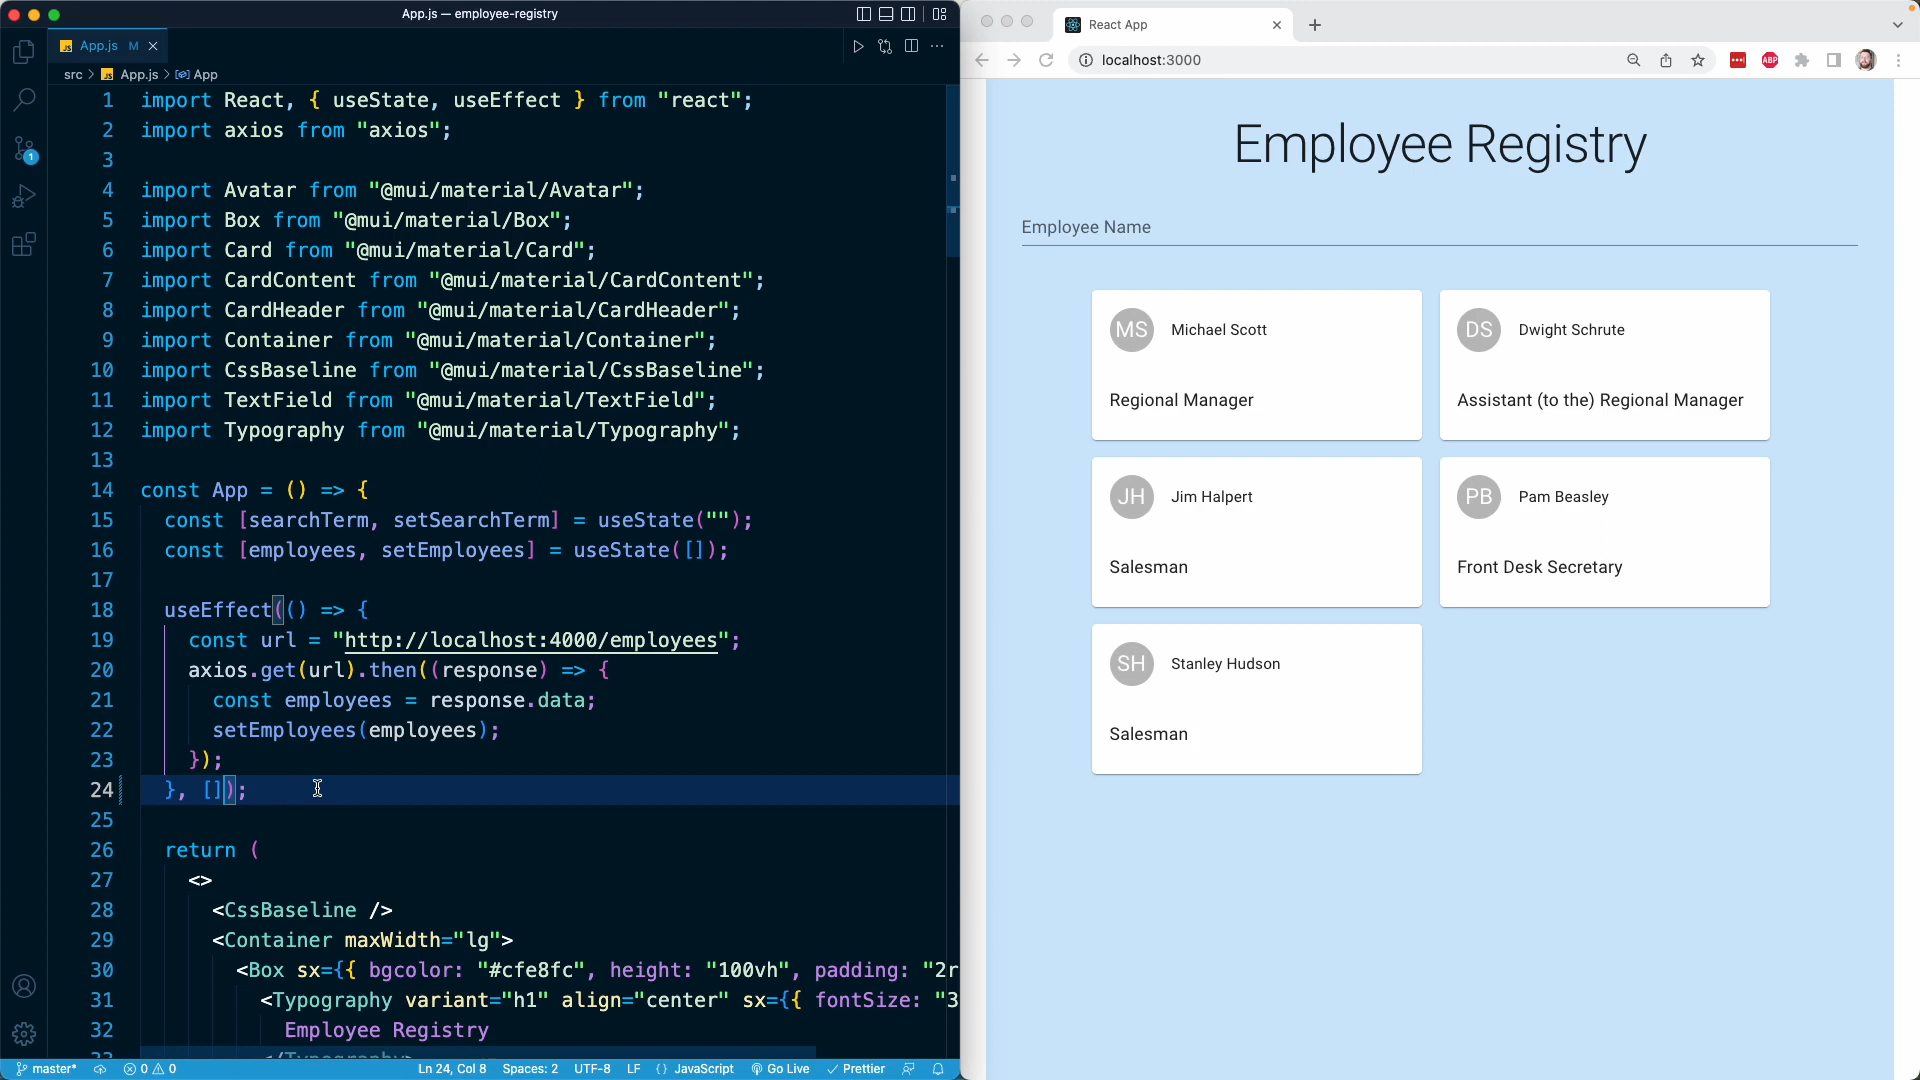 App.js — employee-registry
App.js M
src > App.js > App
1 import React, { useState, useEffect } from "react";
2 import axios from "axios";
3
4 import Avatar from "@mui/material/Avatar";
5 import Box from "@mui/material/Box";
6 import Card from "@mui/material/Card";
7 import CardContent from "@mui/material/CardContent";
8 import CardHeader from "@mui/material/CardHeader";
9 import Container from "@mui/material/Container";
10 import CssBaseline from "@mui/material/CssBaseline";
11 import TextField from "@mui/material/TextField";
12 import Typography from "@mui/material/Typography";
13
14 const App = () => {
15 const [searchTerm, setSearchTerm] = useState("");
16 const [employees, setEmployees] = useState([]);
17
18 useEffect(() => {
19 const url = "http://localhost:4000/employees";
20 axios.get(url).then((response) => {
21 const employees = response.data;
22 setEmployees(employees);
23 });
24 }, []);
25
26 return (
27 <>
28 <CssBaseline />
29 <Container maxWidth="lg">
30 <Box sx={{ bgcolor: "#cfe8fc", height: "100vh", padding: "2r
31 <Typography variant="h1" align="center" sx={{ fontSize: "3
32 Employee Registry
33 </Typography>
1
master* 0 0 Ln 24, Col 8 Spaces: 2 UTF-8 LF {} JavaScript Go Live Prettier
React App
localhost:3000
ABP
Employee Registry
Employee Name
MS Michael Scott
Regional Manager
DS Dwight Schrute
Assistant (to the) Regional Manager
JH Jim Halpert
Salesman
PB Pam Beasley
Front Desk Secretary
SH Stanley Hudson
Salesman